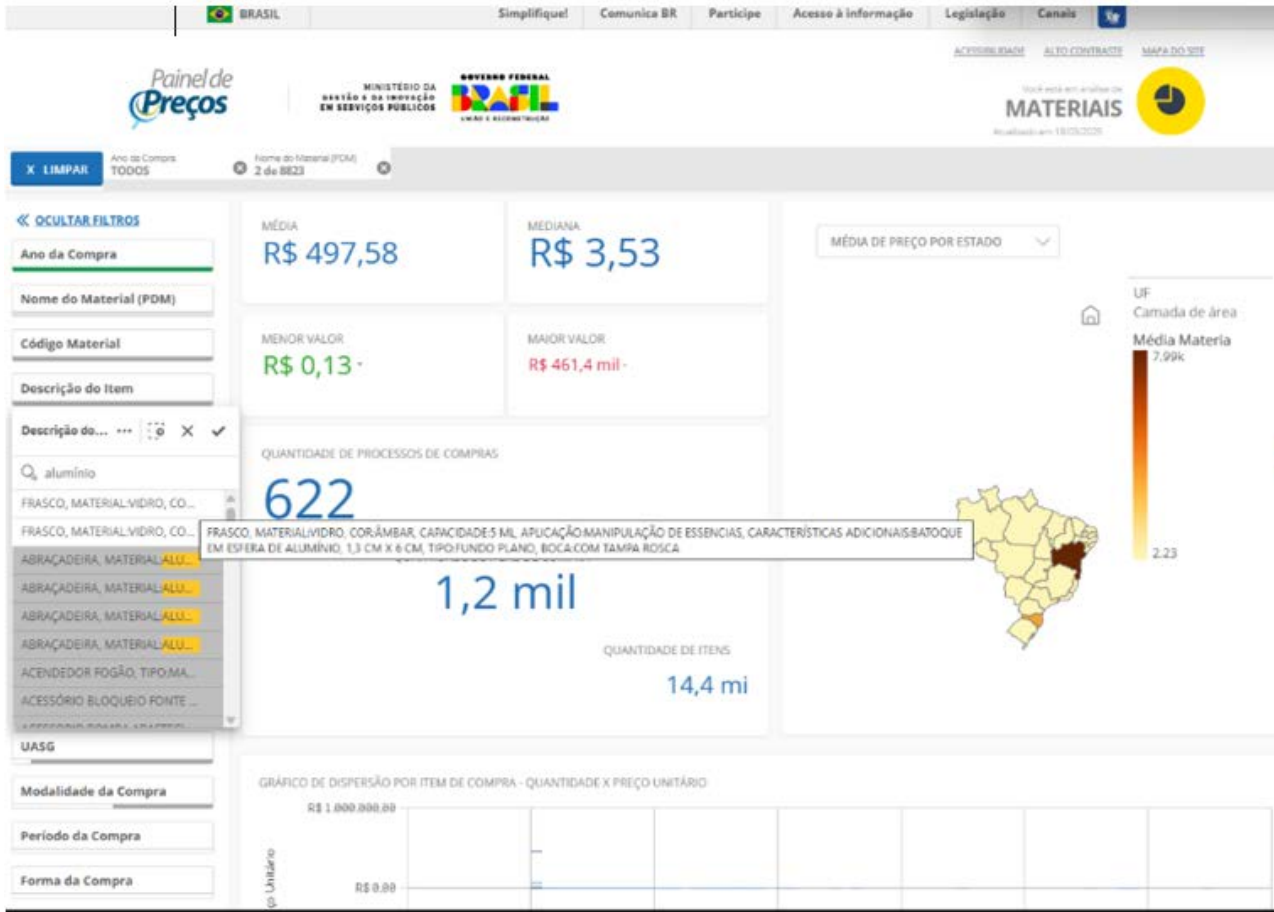 BRASIL
Simplifique!
Comunica BR
Participe
Acesso à informação
Legislação
Canais
ACESSIBILIDADE
ALTO CONTRASTE
MAPA DO SITE
Painel de
Preços
MINISTÉRIO DA
GESTÃO E DA INOVAÇÃO
EM SERVIÇOS PÚBLICOS
GOVERNO FEDERAL
BRASIL
UNIÃO E RECONSTRUÇÃO
Você está em análise de
MATERIAIS
X LIMPAR
Ano da Compra
TODOS
Nome do Material (PDM)
2 de 8823
OCULTAR FILTROS
Ano da Compra
Nome do Material (PDM)
Código Material
Descrição do Item
Descrição do... ...
alumínio
FRASCO, MATERIAL:VIDRO, CO...
FRASCO, MATERIAL:VIDRO, CO...
ABRAÇADEIRA, MATERIAL:ALU...
ABRAÇADEIRA, MATERIAL:ALU...
ABRAÇADEIRA, MATERIAL:ALU...
ABRAÇADEIRA, MATERIAL:ALU...
ACENDEDOR FOGÃO, TIPO:MA...
ACESSÓRIO BLOQUEIO FONTE ...
UASG
Modalidade da Compra
Período da Compra
Forma da Compra
MÉDIA
R$ 497,58
MEDIANA
R$ 3,53
MENOR VALOR
R$ 0,13 -
MAIOR VALOR
R$ 461,4 mil -
QUANTIDADE DE PROCESSOS DE COMPRAS
622
FRASCO, MATERIAL:VIDRO, COR:ÂMBAR, CAPACIDADE:5 ML, APLICAÇÃO:MANIPULAÇÃO DE ESSENCIAS, CARACTERÍSTICAS ADICIONAIS:BATOQUE
EM ESFERA DE ALUMÍNIO, 1,3 CM X 6 CM, TIPO:FUNDO PLANO, BOCA:COM TAMPA ROSCA
1,2 mil
QUANTIDADE DE ITENS
14,4 mi
MÉDIA DE PREÇO POR ESTADO
UF
Camada de área
Média Materia
7.99k
2.23
GRÁFICO DE DISPERSÃO POR ITEM DE COMPRA - QUANTIDADE X PREÇO UNITÁRIO
R$ 1.000.000,00
R$ 0,00
ço Unitário